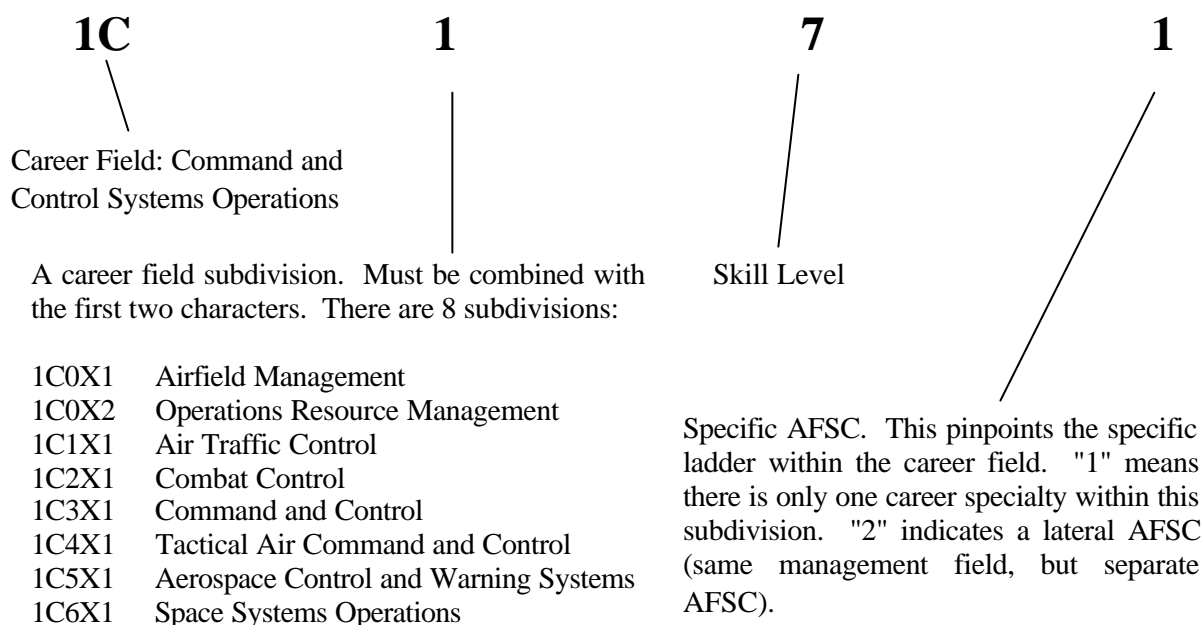 1C 1 7 1
Career Field: Command and
Control Systems Operations
A career field subdivision. Must be combined with
the first two characters. There are 8 subdivisions:
Skill Level
1C0X1 Airfield Management
1C0X2 Operations Resource Management
1C1X1 Air Traffic Control
1C2X1 Combat Control
1C3X1 Command and Control
1C4X1 Tactical Air Command and Control
1C5X1 Aerospace Control and Warning Systems
1C6X1 Space Systems Operations
Specific AFSC. This pinpoints the specific
ladder within the career field. "1" means
there is only one career specialty within this
subdivision. "2" indicates a lateral AFSC
(same management field, but separate
AFSC).